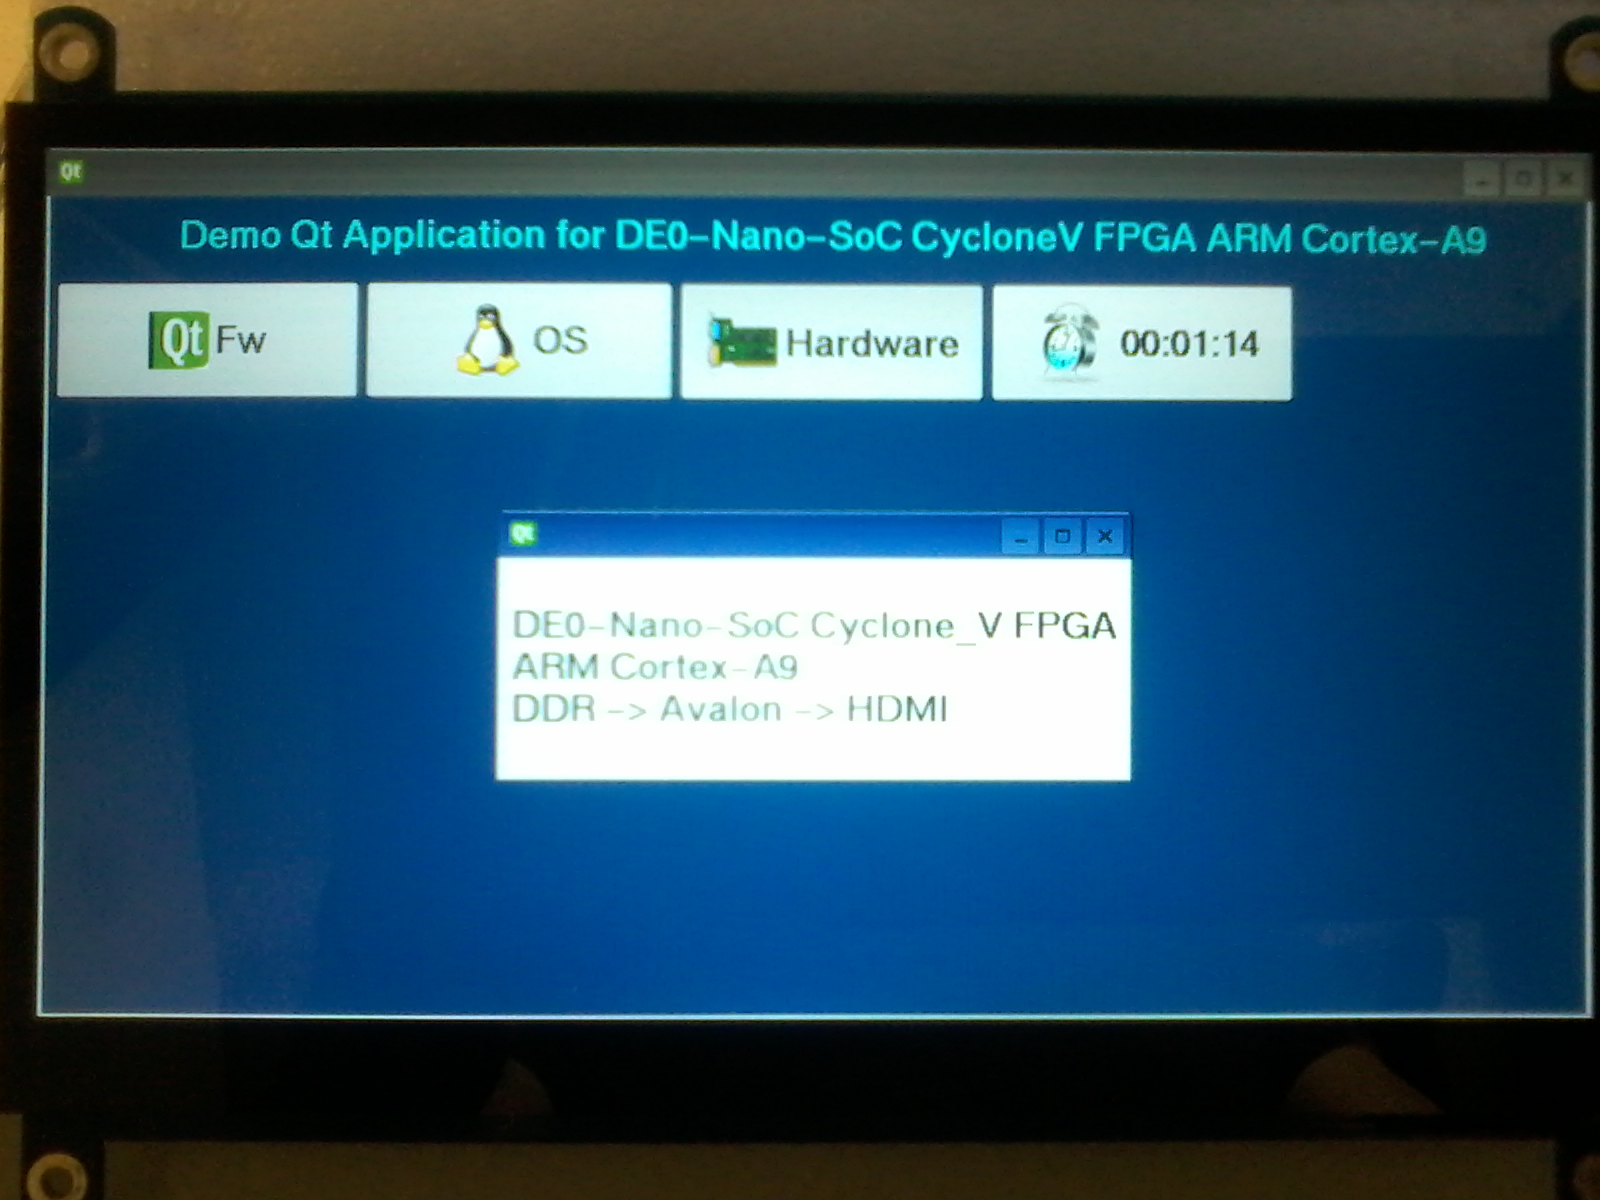 Qt
Demo Qt Application for DE0-Nano-SoC CycloneV FPGA ARM Cortex-A9
Qt Fw
OS
Hardware
00:01:14
Qt
DE0-Nano-SoC Cyclone_V FPGA
ARM Cortex-A9
DDR -> Avalon -> HDMI